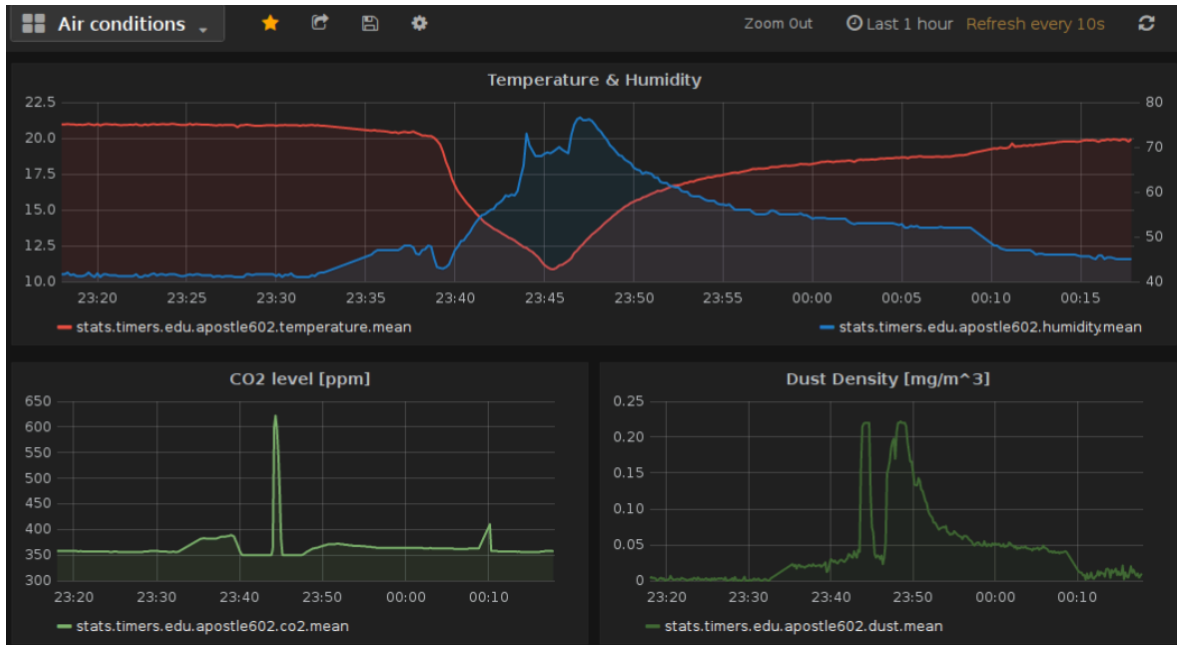 Air conditions
Zoom Out
Last 1 hour Refresh every 10s
Temperature & Humidity
22.5
20.0
17.5
15.0
12.5
10.0
80
70
60
50
40
23:20 23:25 23:30 23:35 23:40 23:45 23:50 23:55 00:00 00:05 00:10 00:15
stats.timers.edu.apostle602.temperature.mean
stats.timers.edu.apostle602.humidity.mean
CO2 level [ppm]
650
600
550
500
450
400
350
300
23:20 23:30 23:40 23:50 00:00 00:10
stats.timers.edu.apostle602.co2.mean
Dust Density [mg/m^3]
0.25
0.20
0.15
0.10
0.05
0
23:20 23:30 23:40 23:50 00:00 00:10
stats.timers.edu.apostle602.dust.mean